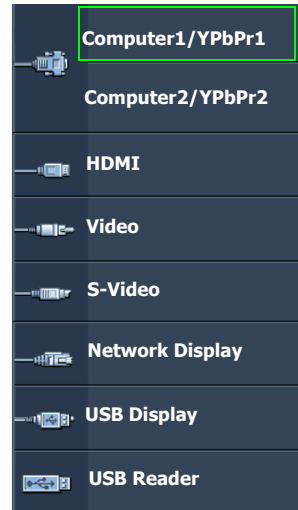 Computer1/YPbPr1
Computer2/YPbPr2
HDMI
Video
S-Video
Network Display
USB Display
USB Reader